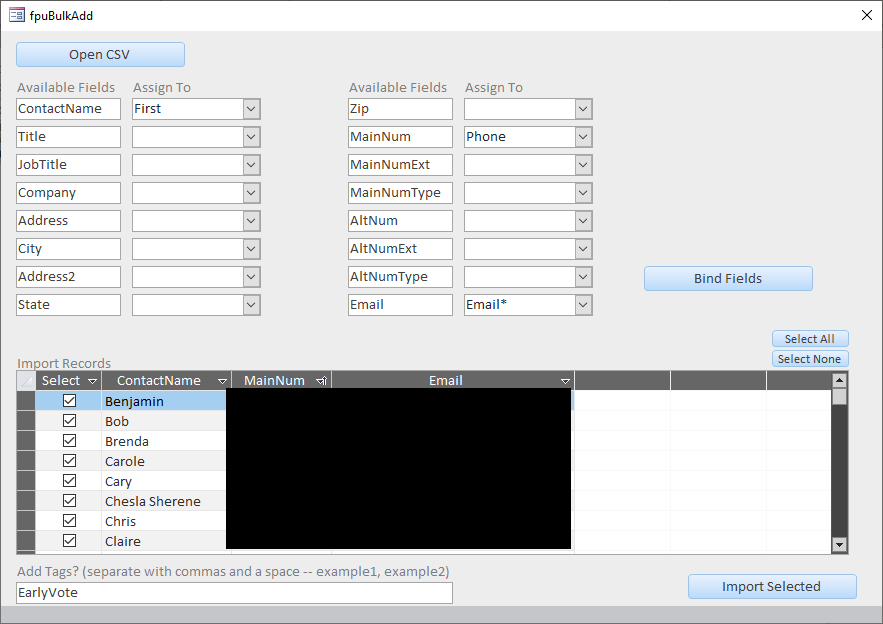 fpuBulkAdd
Open CSV
Available Fields Assign To Available Fields Assign To
ContactName First Zip
Title MainNum Phone
JobTitle MainNumExt
Company MainNumType
Address AltNum
City AltNumExt
Address2 AltNumType
State Email Email*
Bind Fields
Select All
Select None
Import Records
Select ContactName MainNum Email
Benjamin
Bob
Brenda
Carole
Cary
Chesla Sherene
Chris
Claire
Add Tags? (separate with commas and a space -- example1, example2)
EarlyVote
Import Selected